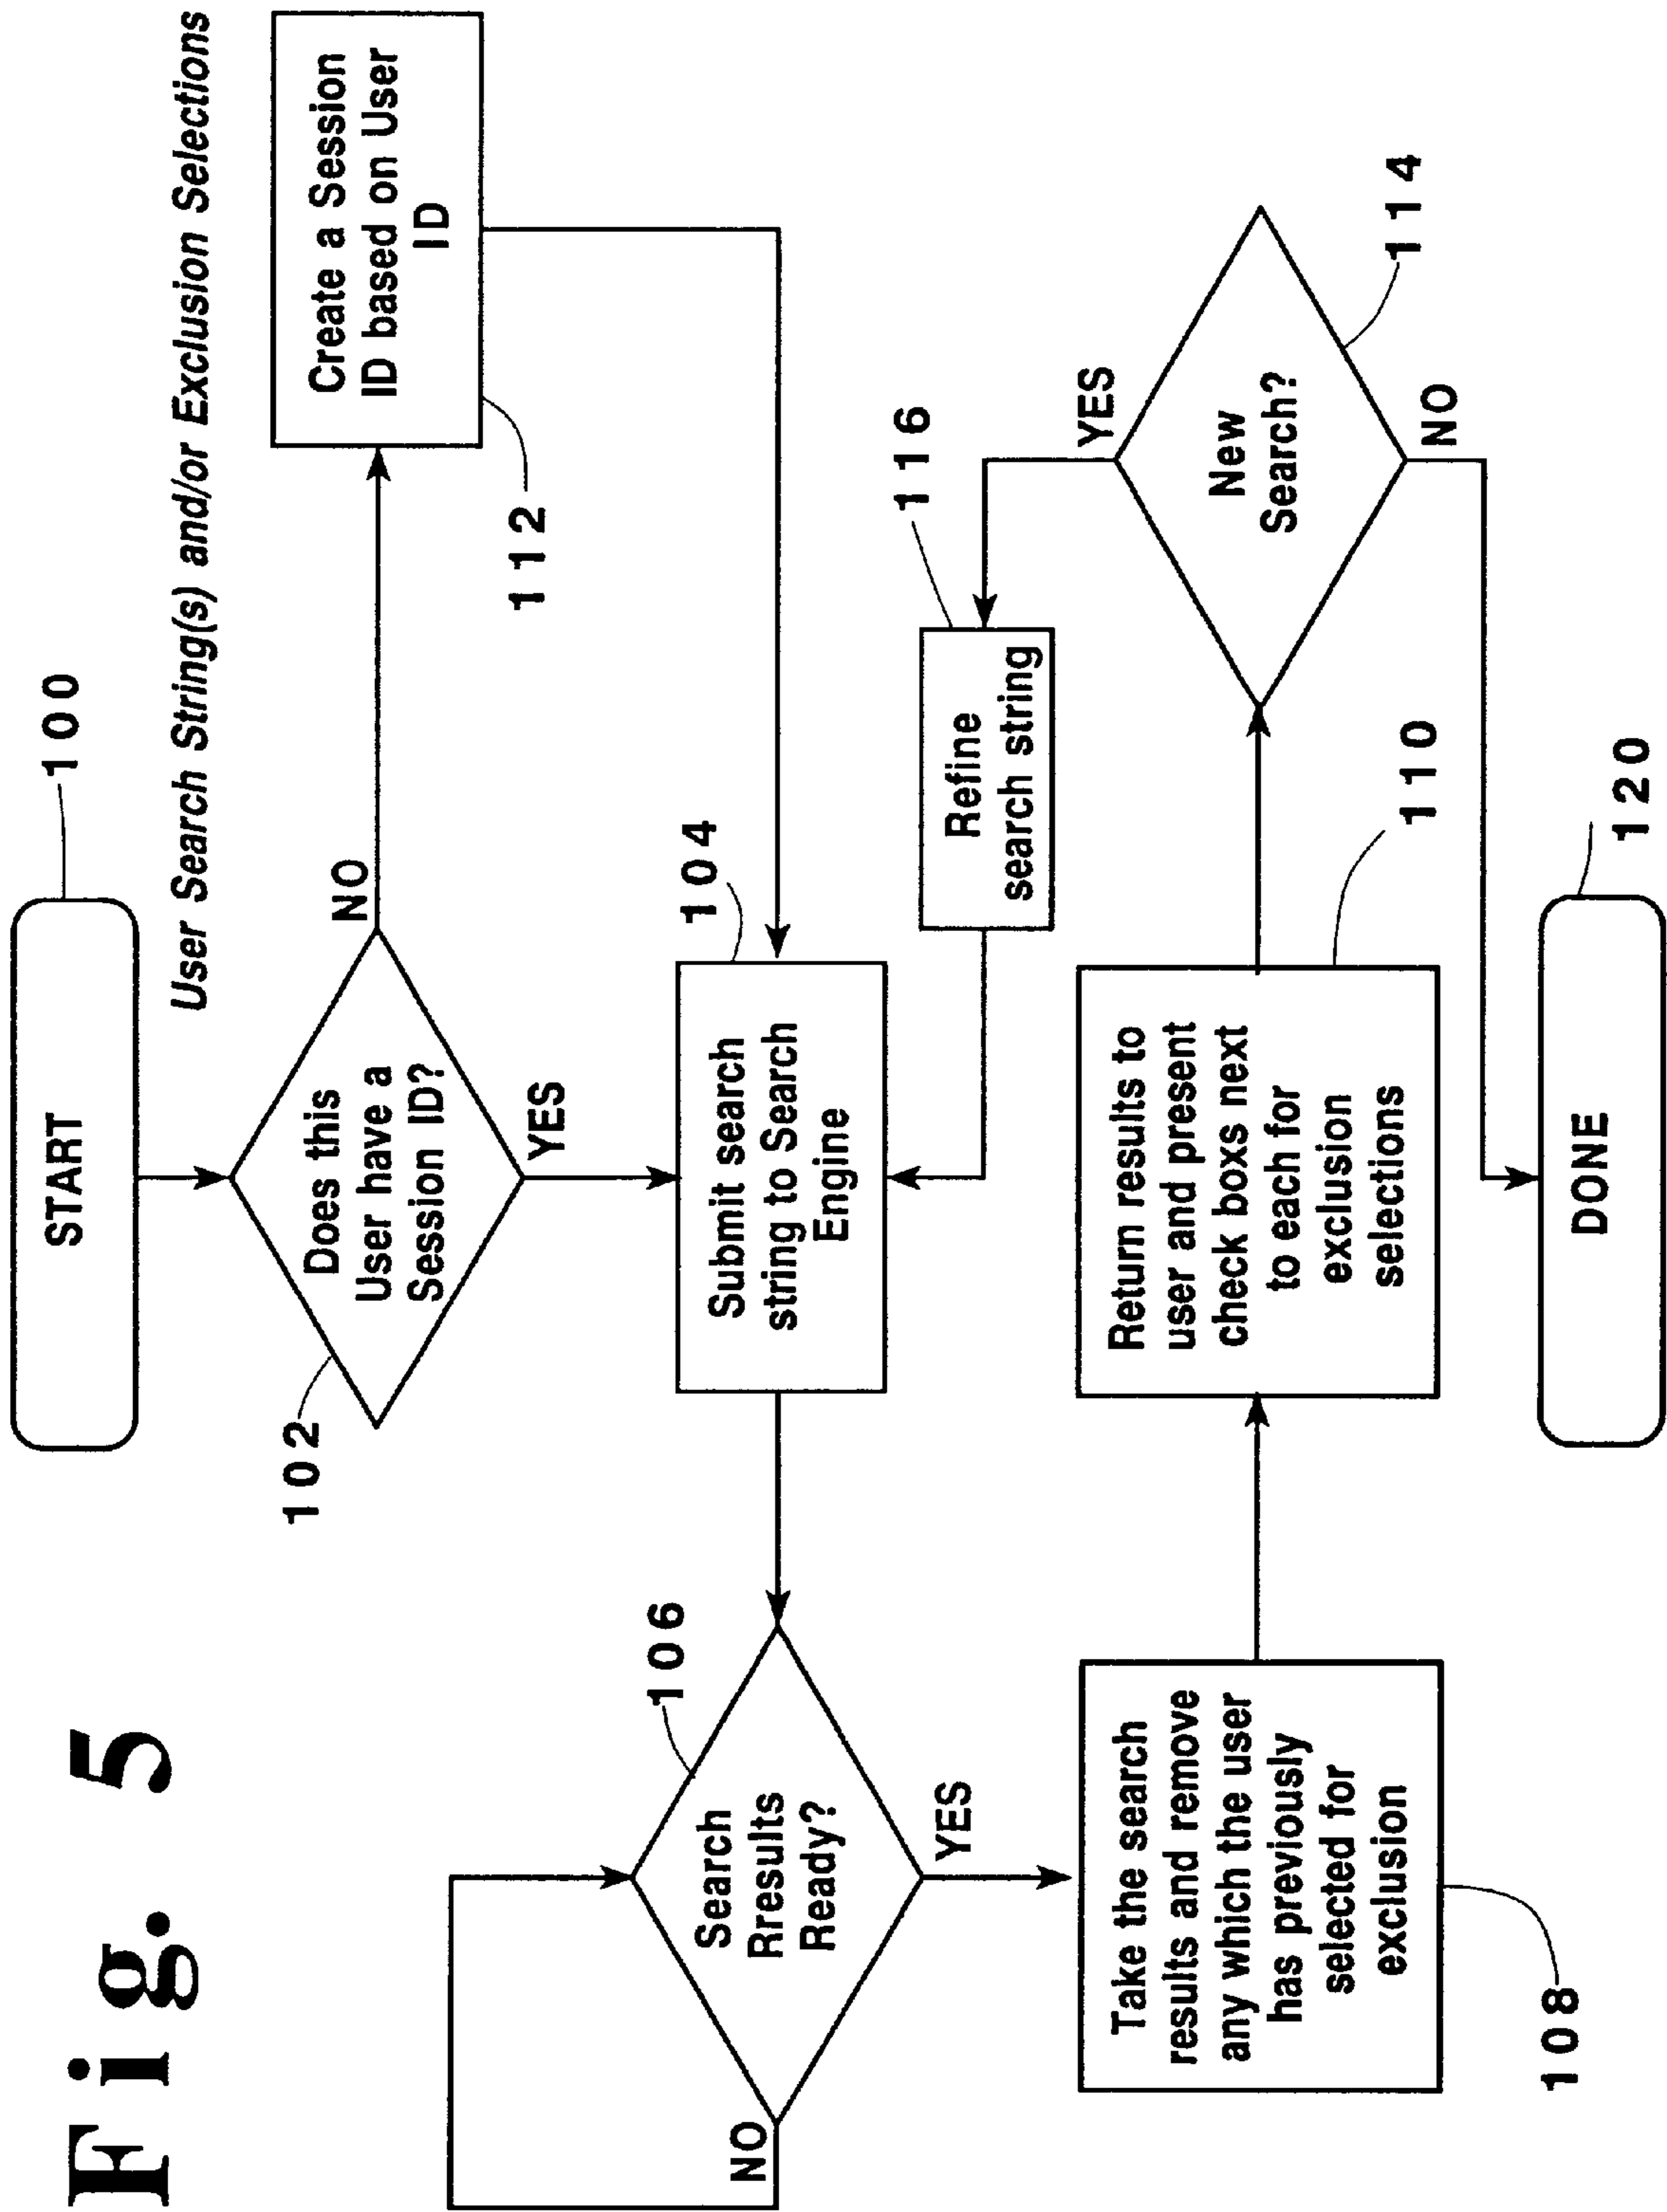 Fig. 5
START
100
User Search String(s) and/or Exclusion Selections
102
Does this
User have a
Session ID?
NO
YES
Create a Session
ID based on User
ID
112
104
Submit search
string to Search
Engine
106
Search
Rresults
Ready?
NO
YES
116
Refine
search string
Take the search
results and remove
any which the user
has previously
selected for
exclusion
108
Return results to
user and present
check boxes next
to each for
exclusion
selections
110
New
Search?
YES
NO
114
DONE
120